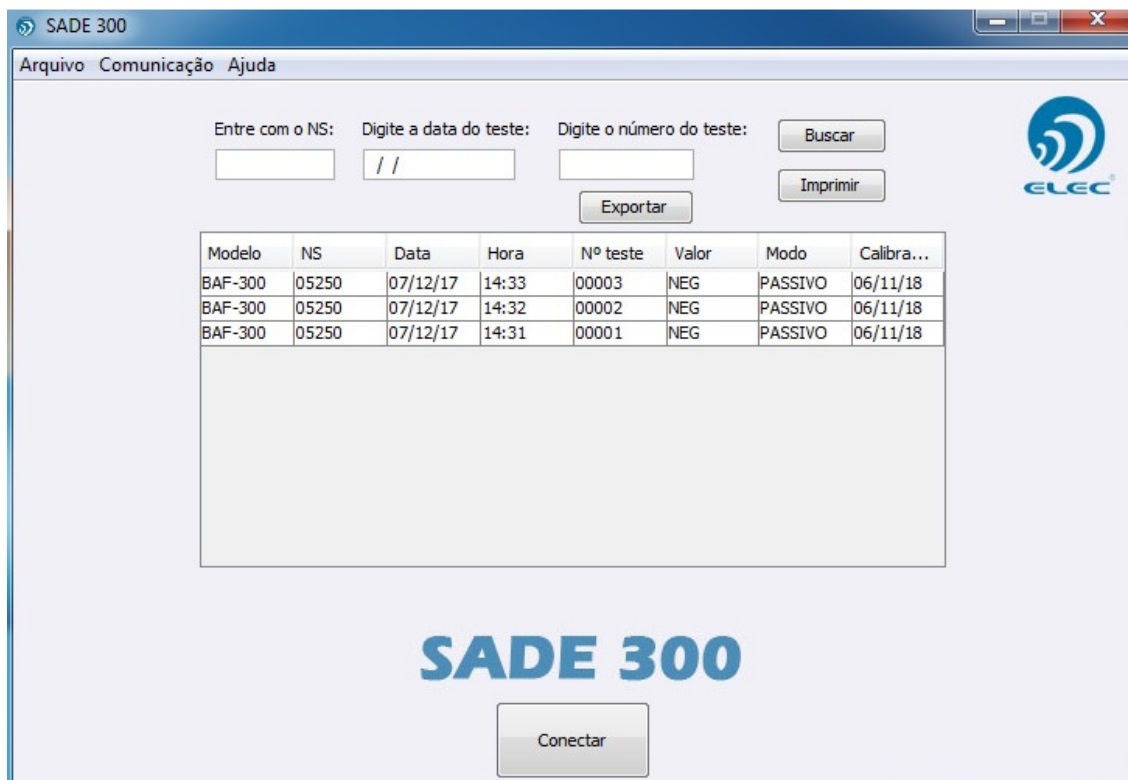 SADE 300
Arquivo Comunicação Ajuda
Entre com o NS: Digite a data do teste: Digite o número do teste: Buscar
/ /
Imprimir
ELEC
Exportar
Modelo NS Data Hora Nº teste Valor Modo Calibra...
BAF-300 05250 07/12/17 14:33 00003 NEG PASSIVO 06/11/18
BAF-300 05250 07/12/17 14:32 00002 NEG PASSIVO 06/11/18
BAF-300 05250 07/12/17 14:31 00001 NEG PASSIVO 06/11/18
SADE 300
Conectar